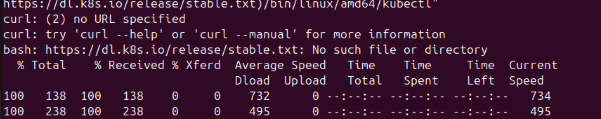 https://dl.k8s.io/release/stable.txt)/bin/linux/amd64/kubectl"
curl: (2) no URL specified
curl: try 'curl --help' or 'curl --manual' for more information
bash: https://dl.k8s.io/release/stable.txt: No such file or directory
% Total % Received % Xferd Average Speed Time Time Time Current
Dload Upload Total Spent Left Speed
100 138 100 138 0 0 732 0 --:--:-- --:--:-- --:--:-- 734
100 238 100 238 0 0 495 0 --:--:-- --:--:-- --:--:-- 495